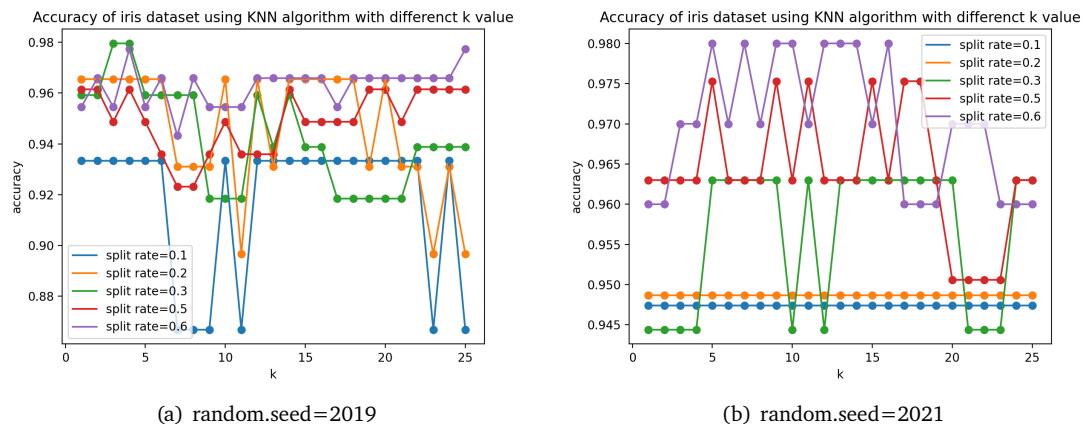 Accuracy of iris dataset using KNN algorithm with differenct k value
0.98
0.96
0.94
0.92
0.90
0.88
accuracy
split rate=0.1
split rate=0.2
split rate=0.3
split rate=0.5
split rate=0.6
0 5 10 15 20 25
k
(a) random.seed=2019
Accuracy of iris dataset using KNN algorithm with differenct k value
0.980
0.975
0.970
0.965
0.960
0.955
0.950
0.945
accuracy
split rate=0.1
split rate=0.2
split rate=0.3
split rate=0.5
split rate=0.6
0 5 10 15 20 25
k
(b) random.seed=2021